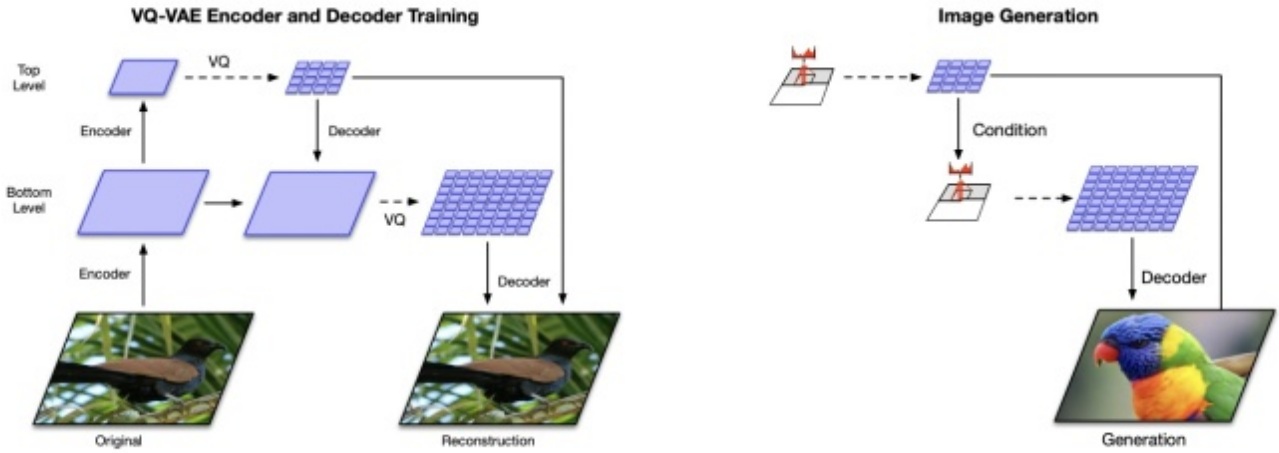 VQ-VAE Encoder and Decoder Training
Top
Level
VQ
Encoder
Decoder
Bottom
Level
VQ
Encoder
Decoder
Original
Reconstruction
Image Generation
Condition
Decoder
Generation